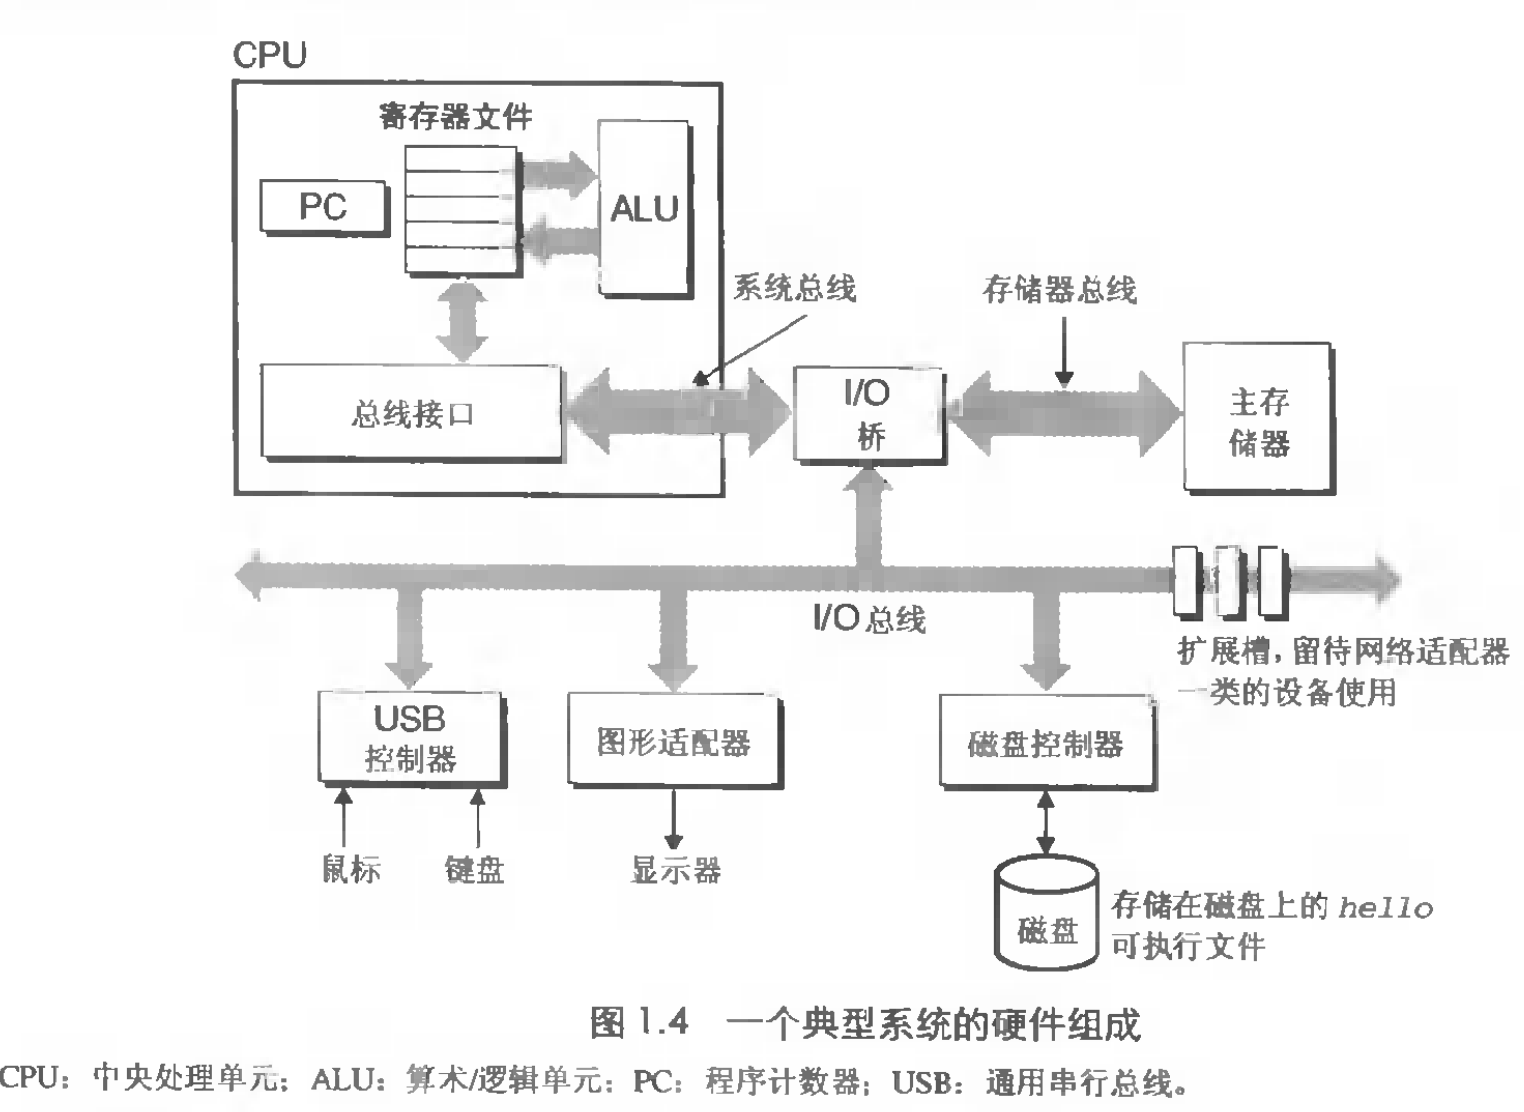 CPU
寄存器文件
PC
ALU
系统总线
存储器总线
总线接口
I/O
桥
主存
储器
I/O 总线
扩展槽,留待网络适配器
一类的设备使用
USB
控制器
图形适配器
磁盘控制器
鼠标
键盘
显示器
磁盘
存储在磁盘上的 hello
可执行文件
图 1.4 一个典型系统的硬件组成
CPU：中央处理单元；ALU：算术/逻辑单元；PC：程序计数器；USB：通用串行总线。